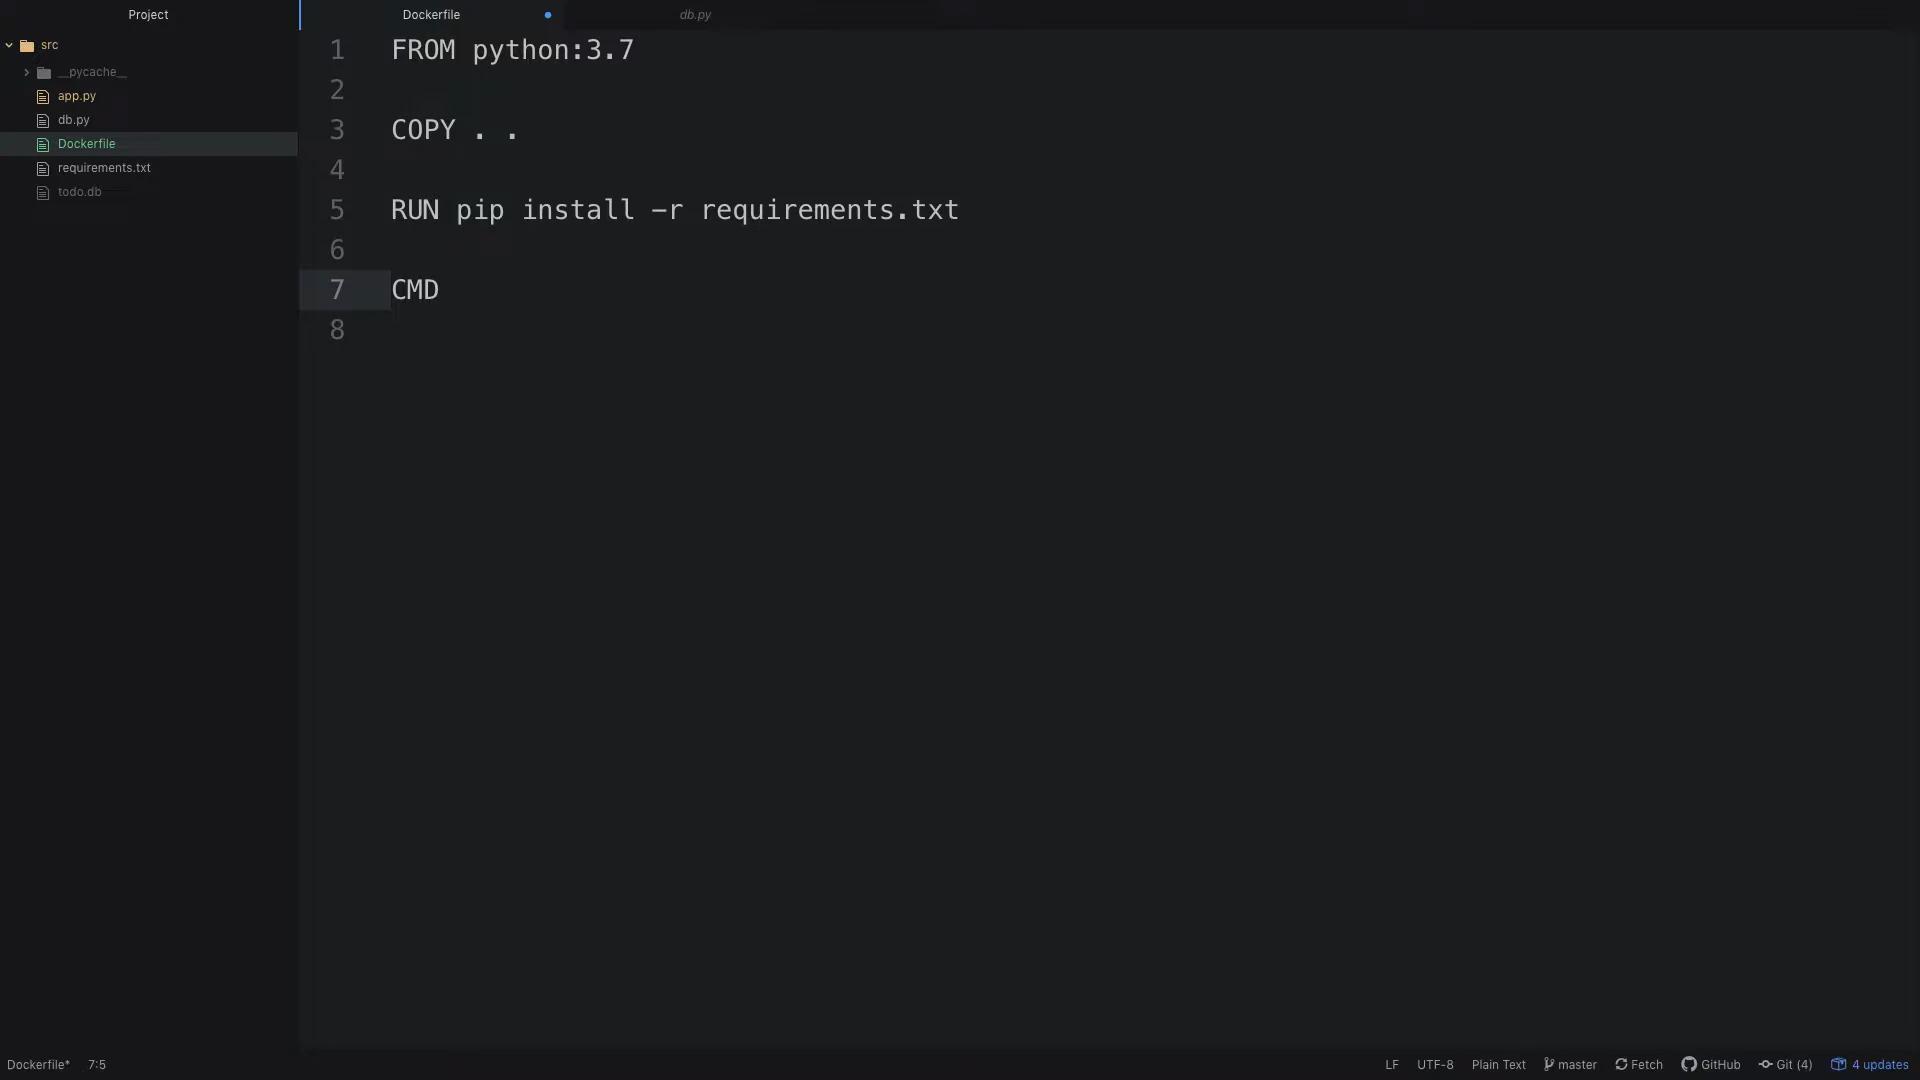 Project
Dockerfile
db.py
src
__pycache__
app.py
db.py
Dockerfile
requirements.txt
todo.db
1 FROM python:3.7
2
3 COPY . .
4
5 RUN pip install -r requirements.txt
6
7 CMD
8
Dockerfile* 7:5
LF UTF-8 Plain Text master Fetch GitHub Git (4) 4 updates